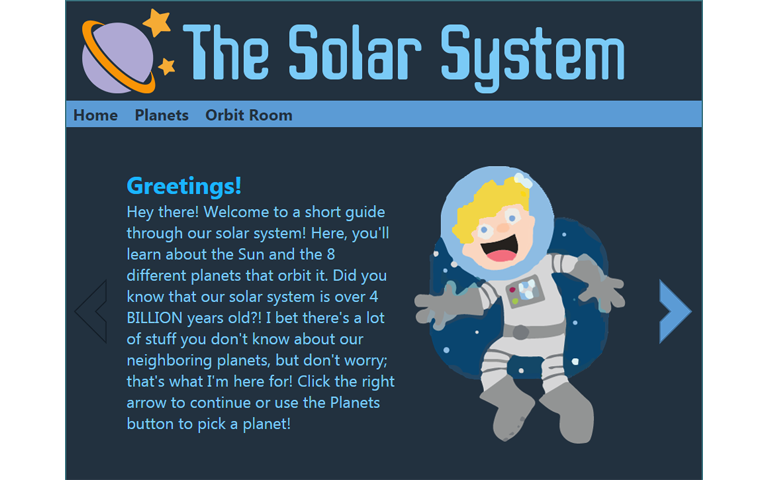 The Solar System
Home Planets Orbit Room
Greetings!
Hey there! Welcome to a short guide
through our solar system! Here, you'll
learn about the Sun and the 8
different planets that orbit it. Did you
know that our solar system is over 4
BILLION years old?! I bet there's a lot
of stuff you don't know about our
neighboring planets, but don't worry;
that's what I'm here for! Click the right
arrow to continue or use the Planets
button to pick a planet!